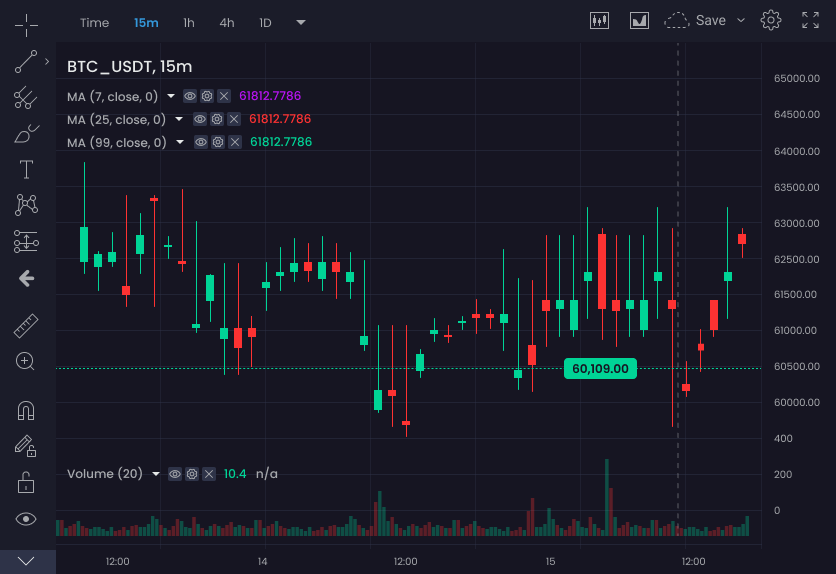 Time 15m 1h 4h 1D Save
BTC_USDT, 15m
MA (7, close, 0) 61812.7786
MA (25, close, 0) 61812.7786
MA (99, close, 0) 61812.7786
65000.00
64500.00
64000.00
63500.00
63000.00
62500.00
61500.00
61000.00
60500.00
60,109.00
60000.00
400
Volume (20) 10.4 n/a
200
0
12:00 14 12:00 15 12:00